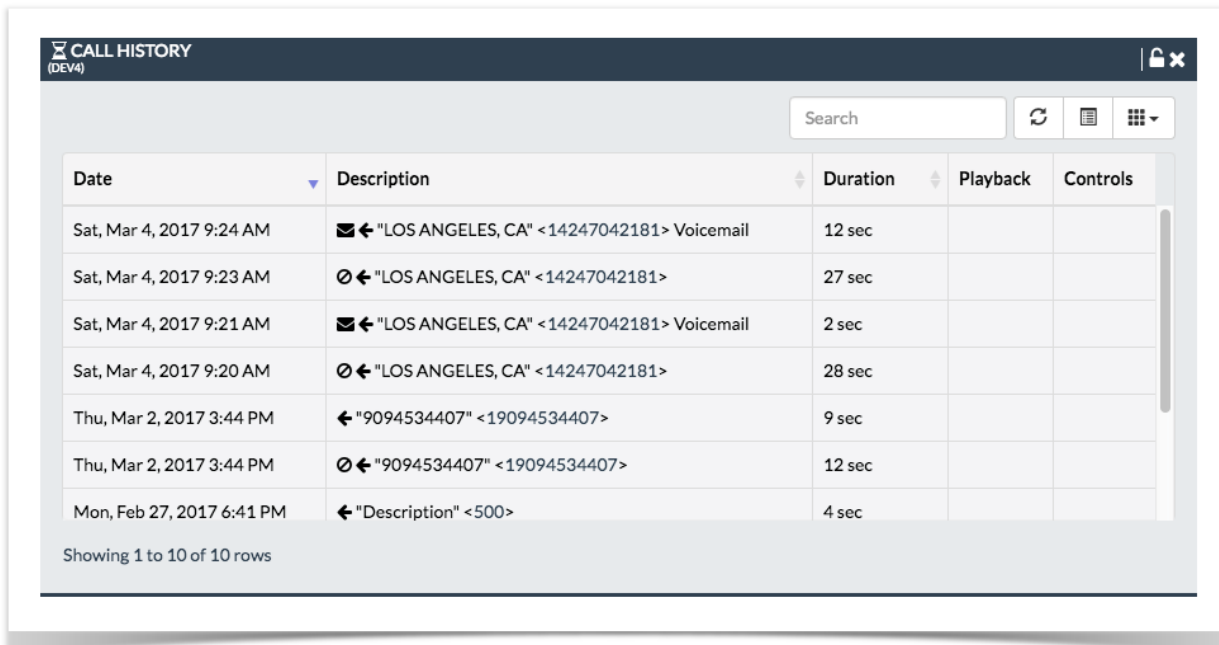 CALL HISTORY
(DEV4)
Search
Date Description Duration Playback Controls
Sat, Mar 4, 2017 9:24 AM "LOS ANGELES, CA" <14247042181> Voicemail 12 sec
Sat, Mar 4, 2017 9:23 AM "LOS ANGELES, CA" <14247042181> 27 sec
Sat, Mar 4, 2017 9:21 AM "LOS ANGELES, CA" <14247042181> Voicemail 2 sec
Sat, Mar 4, 2017 9:20 AM "LOS ANGELES, CA" <14247042181> 28 sec
Thu, Mar 2, 2017 3:44 PM "9094534407" <19094534407> 9 sec
Thu, Mar 2, 2017 3:44 PM "9094534407" <19094534407> 12 sec
Mon, Feb 27, 2017 6:41 PM "Description" <500> 4 sec
Showing 1 to 10 of 10 rows